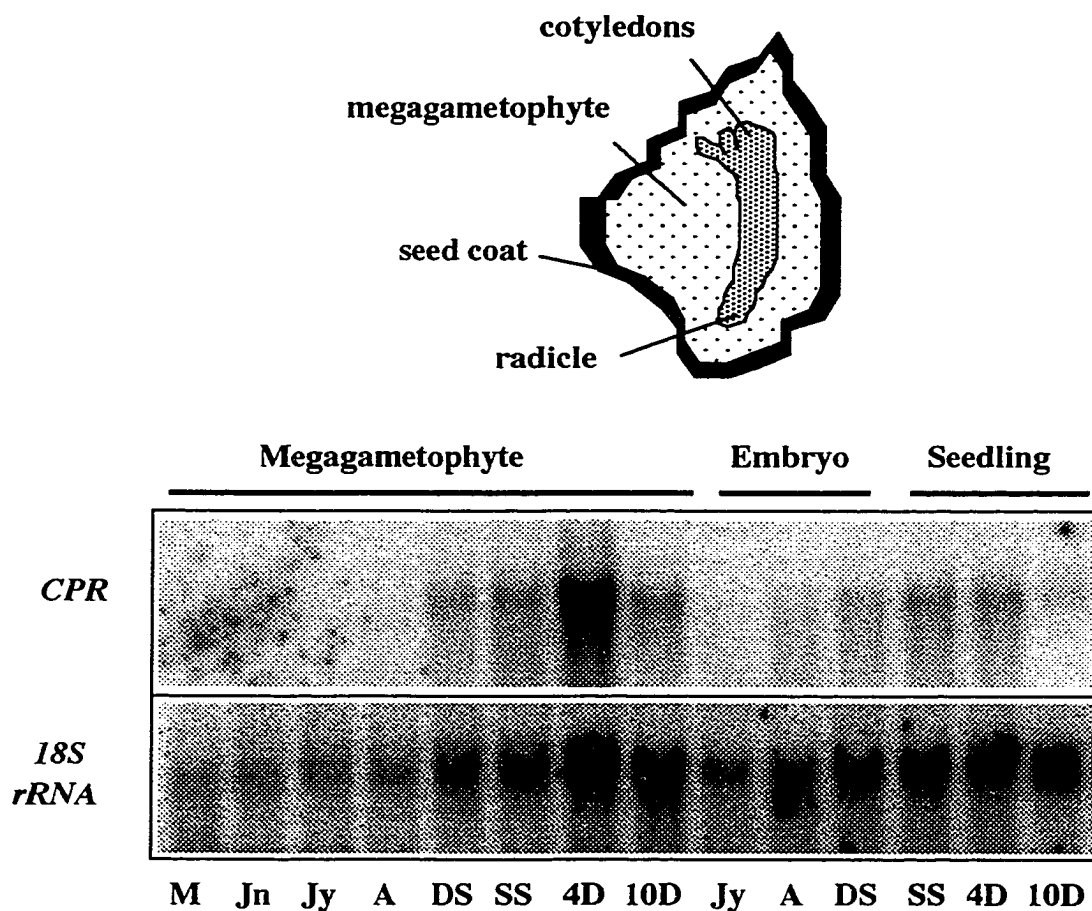 cotyledons
megagametophyte
seed coat
radicle
Megagametophyte Embryo Seedling
CPR
18S
rRNA
M Jn Jy A DS SS 4D 10D Jy A DS SS 4D 10D